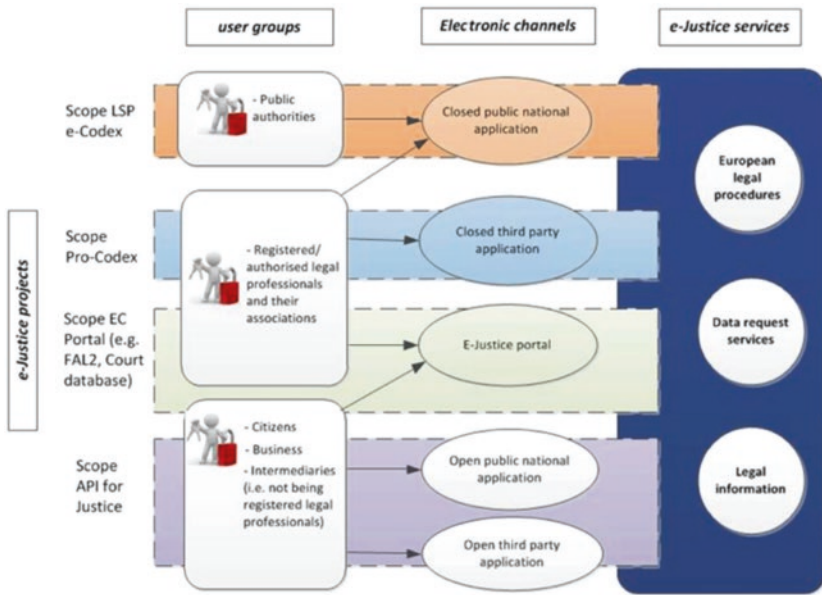 user groups
Electronic channels
e-Justice services
e-Justice projects
Scope LSP
e-Codex
- Public
authorities
Closed public national
application
European
legal
procedures
Scope
Pro-Codex
- Registered/
authorised legal
professionals
and their
associations
Closed third party
application
Scope EC
Portal (e.g.
FAL2, Court
database)
E-Justice portal
Data request
services
Scope
API for
Justice
- Citizens
- Business
- Intermediaries
(i.e. not being
registered legal
professionals)
Open public national
application
Open third party
application
Legal
information